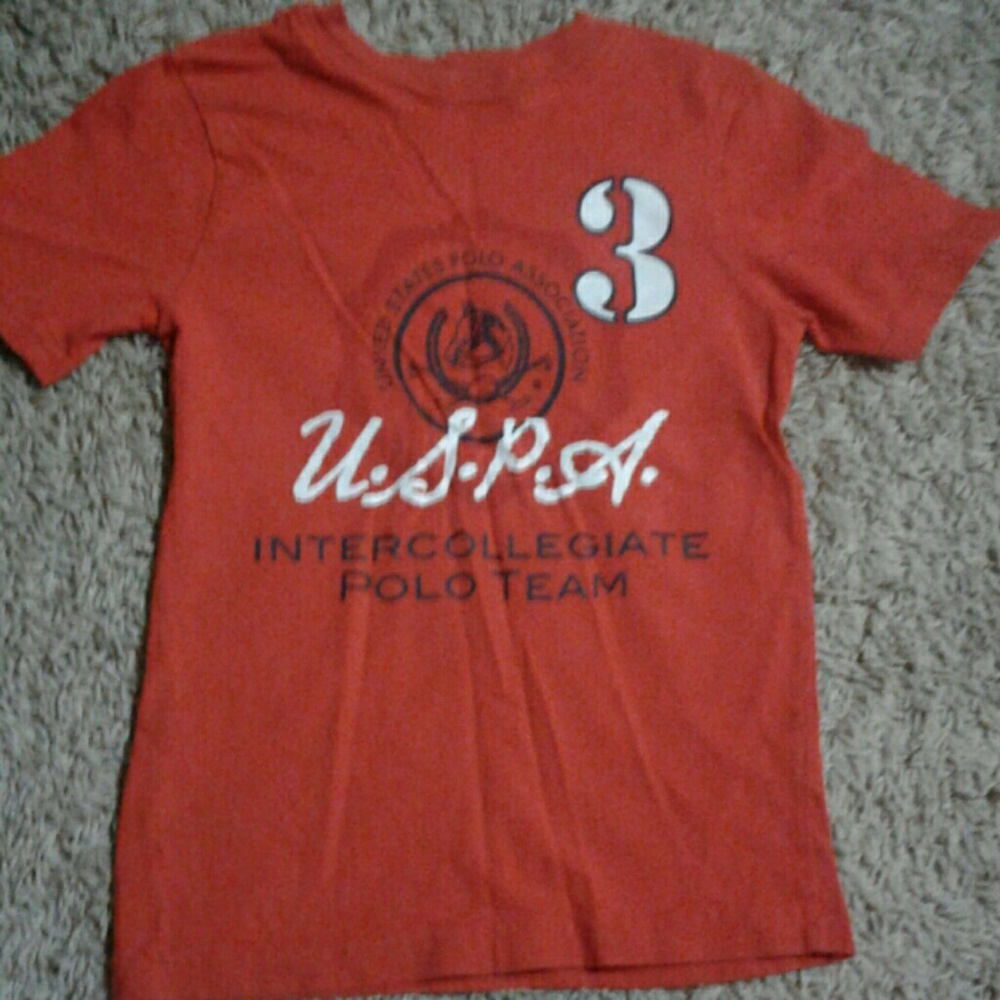 3
UNITED STATES POLO ASSOCIATION
U.S.P.A.
INTERCOLLEGIATE
POLO TEAM